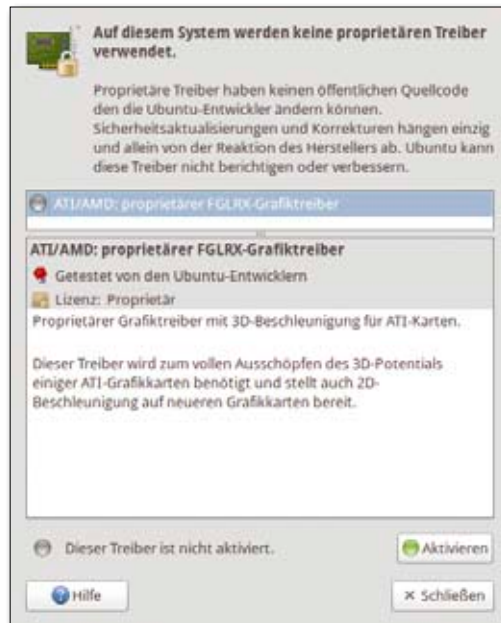 Auf diesem System werden keine proprietären Treiber
verwendet.
Proprietäre Treiber haben keinen öffentlichen Quellcode
den die Ubuntu-Entwickler ändern können.
Sicherheitsaktualisierungen und Korrekturen hängen einzig
und allein von der Reaktion des Herstellers ab. Ubuntu kann
diese Treiber nicht berichtigen oder verbessern.
ATI/AMD: proprietärer FGLRX-Grafiktreiber
ATI/AMD: proprietärer FGLRX-Grafiktreiber
Getestet von den Ubuntu-Entwicklern
Lizenz: Proprietär
Proprietärer Grafiktreiber mit 3D-Beschleunigung für ATI-Karten.
Dieser Treiber wird zum vollen Ausschöpfen des 3D-Potentials
einiger ATI-Grafikkarten benötigt und stellt auch 2D-
Beschleunigung auf neueren Grafikkarten bereit.
Dieser Treiber ist nicht aktiviert.
Aktivieren
Hilfe
Schließen